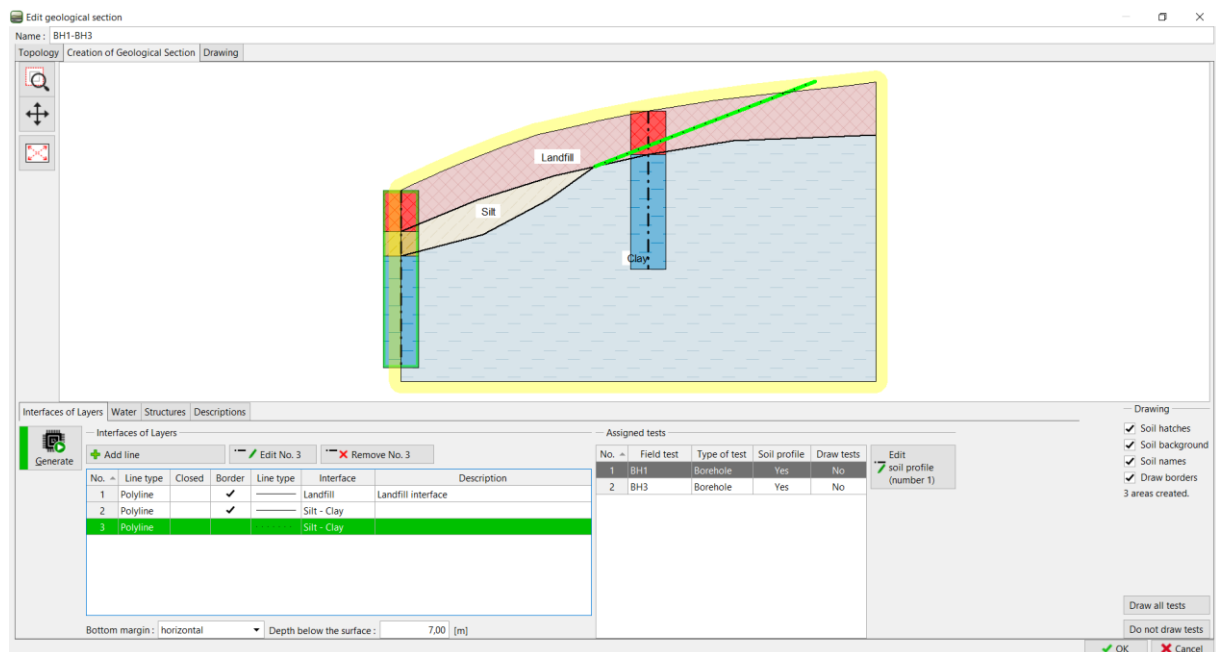 Edit geological section
Name : BH1-BH3
Topology Creation of Geological Section Drawing
Landfill
Silt
Clay
Interfaces of Layers Water Structures Descriptions
Generate
Interfaces of Layers
Add line
Edit No. 3
Remove No. 3
No. Line type Closed Border Line type Interface Description
1 Polyline Landfill Landfill interface
2 Polyline Silt - Clay
3 Polyline Silt - Clay
Bottom margin : horizontal Depth below the surface : 7,00 [m]
Assigned tests
No. Field test Type of test Soil profile Draw tests
1 BH1 Borehole Yes No
2 BH3 Borehole Yes No
Edit
soil profile
(number 1)
Drawing
Soil hatches
Soil background
Soil names
Draw borders
3 areas created.
Draw all tests
Do not draw tests
OK Cancel